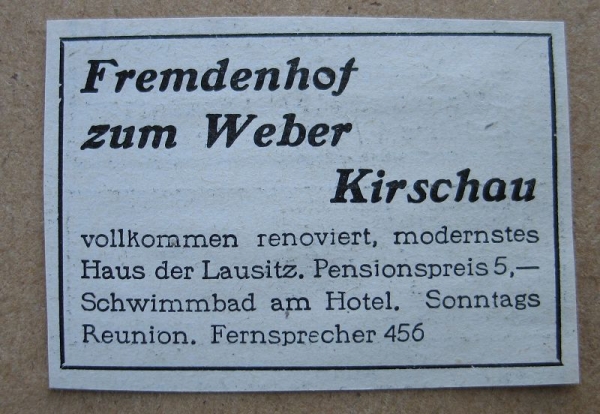 Fremdenhof
zum Weber
Kirschau
vollkommen renoviert, modernstes
Haus der Lausitz. Pensionspreis 5,—
Schwimmbad am Hotel. Sonntags
Reunion. Fernsprecher 456